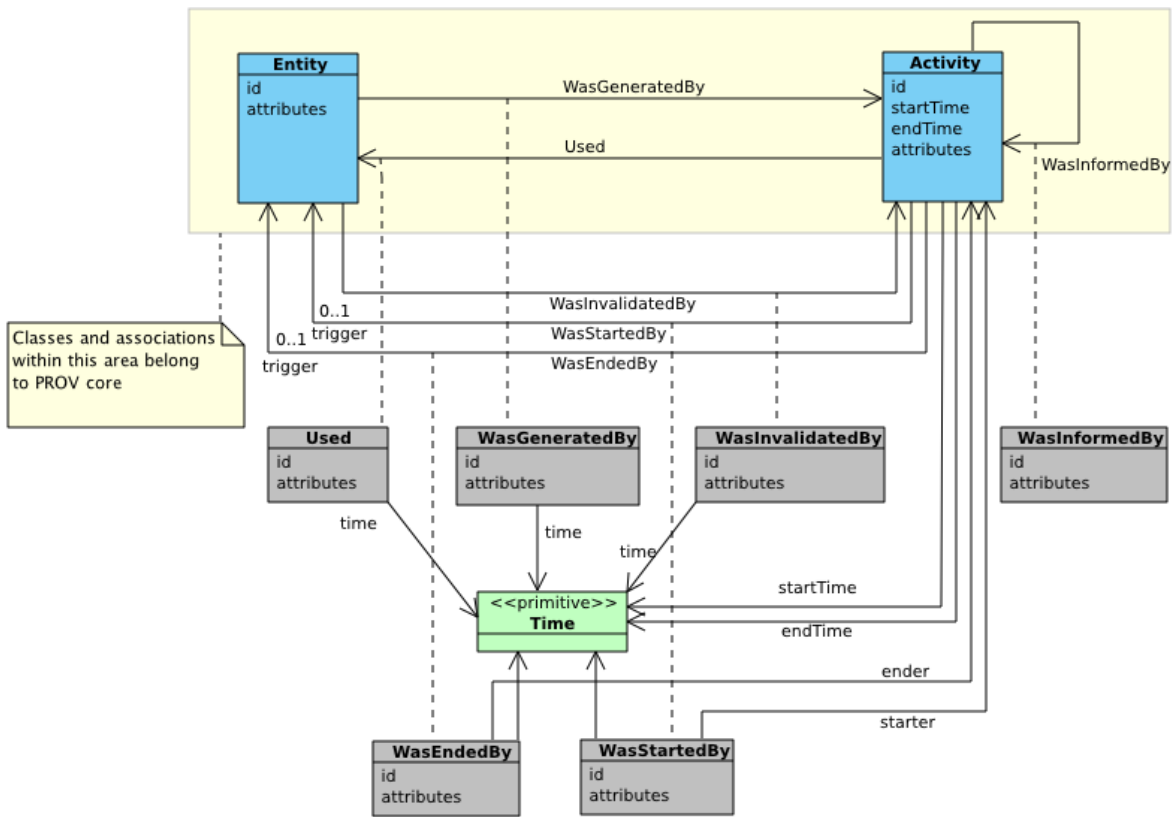 Entity
id
attributes
Activity
id
startTime
endTime
attributes
WasGeneratedBy
Used
WasInformedBy
WasInvalidatedBy
0..1
trigger
WasStartedBy
0..1
trigger
WasEndedBy
Classes and associations
within this area belong
to PROV core
Used
id
attributes
WasGeneratedBy
id
attributes
WasInvalidatedBy
id
attributes
WasInformedBy
id
attributes
time
time
time
<<primitive>>
Time
startTime
endTime
ender
starter
WasEndedBy
id
attributes
WasStartedBy
id
attributes